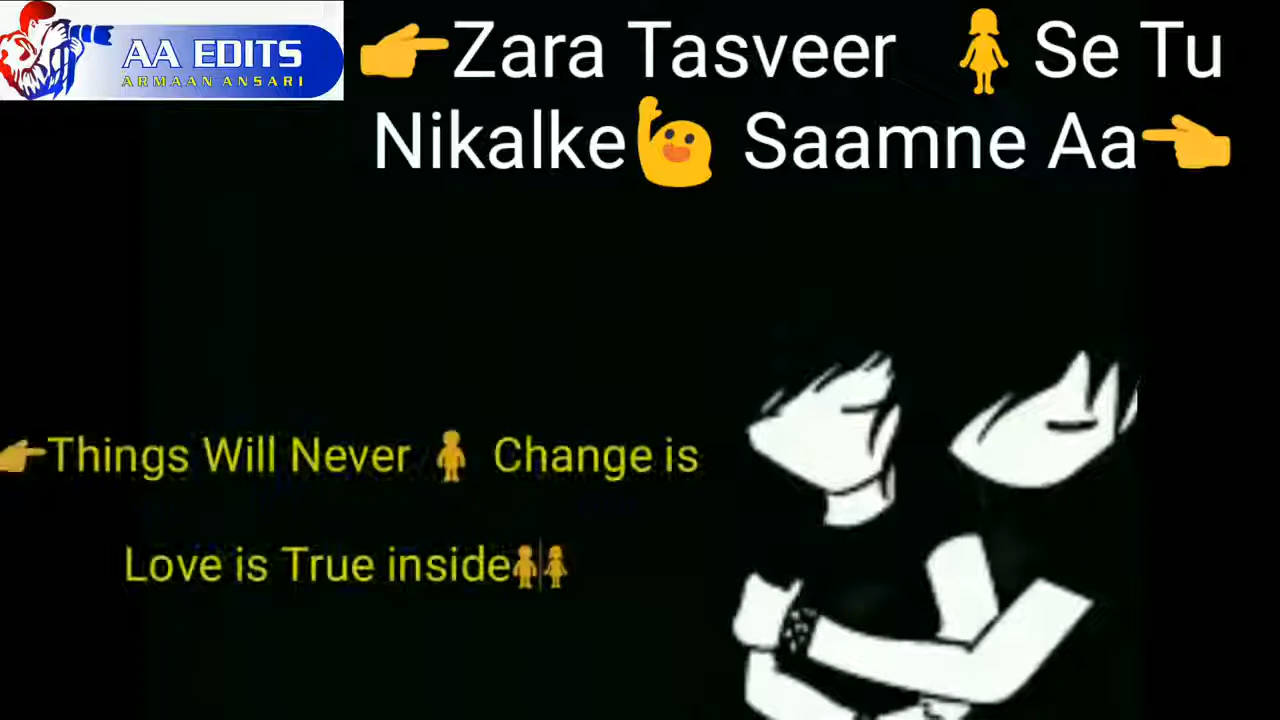 AA EDITS
ARMAAN ANSARI
👉Zara Tasveer 🧍‍♀️Se Tu
Nikalke🙋 Saamne Aa👈
👉Things Will Never 🧍 Change is
Love is True inside🧍🧍‍♀️